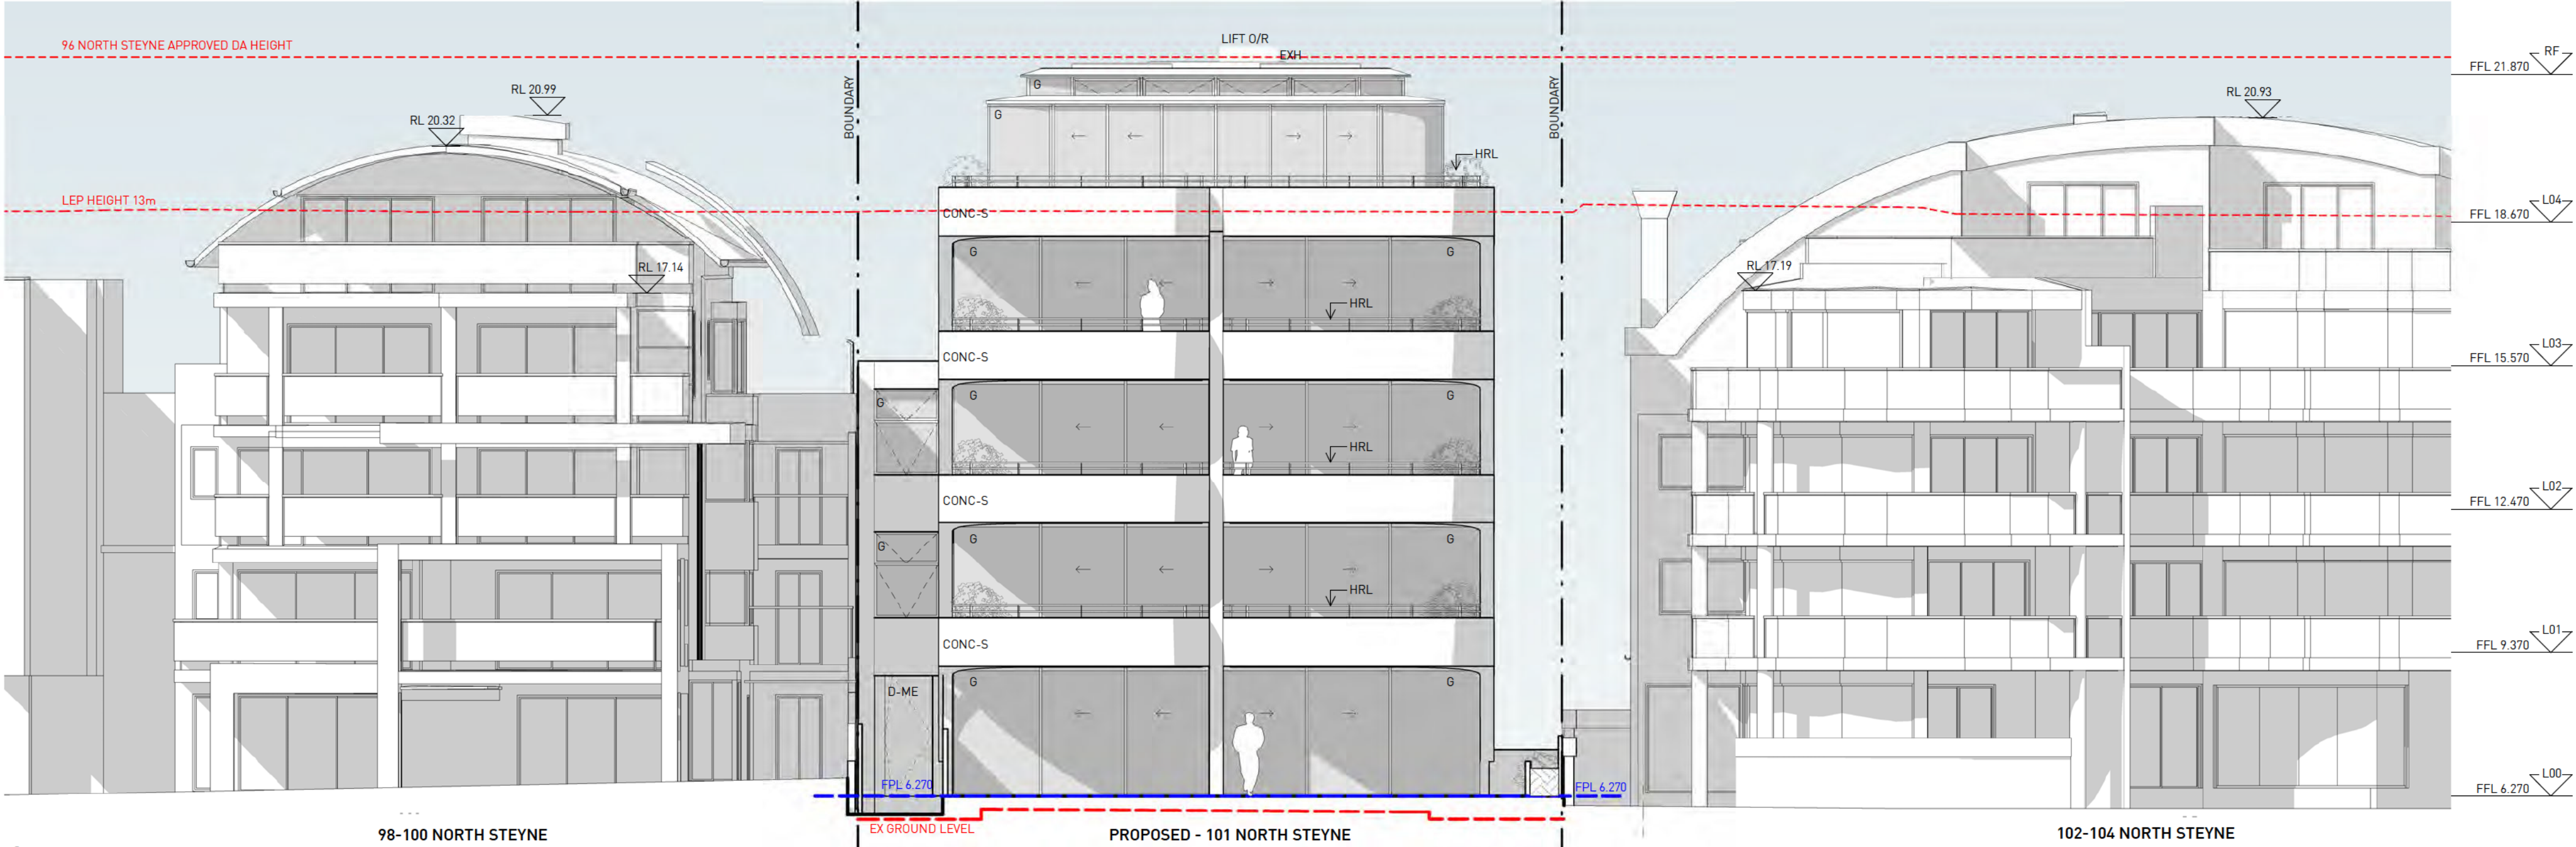 96 NORTH STEYNE APPROVED DA HEIGHT
LIFT O/R
EXH
RF
FFL 21.870
BOUNDARY
BOUNDARY
G
RL 20.99
RL 20.93
RL 20.32
G
HRL
LEP HEIGHT 13m
L04
FFL 18.670
CONC-S
G
G
RL 17.14
RL 17.19
HRL
L03
FFL 15.570
CONC-S
G
G
G
HRL
L02
FFL 12.470
CONC-S
G
G
G
HRL
L01
FFL 9.370
CONC-S
G
G
D-ME
L00
FFL 6.270
FPL 6.270
FPL 6.270
EX GROUND LEVEL
98-100 NORTH STEYNE
PROPOSED - 101 NORTH STEYNE
102-104 NORTH STEYNE